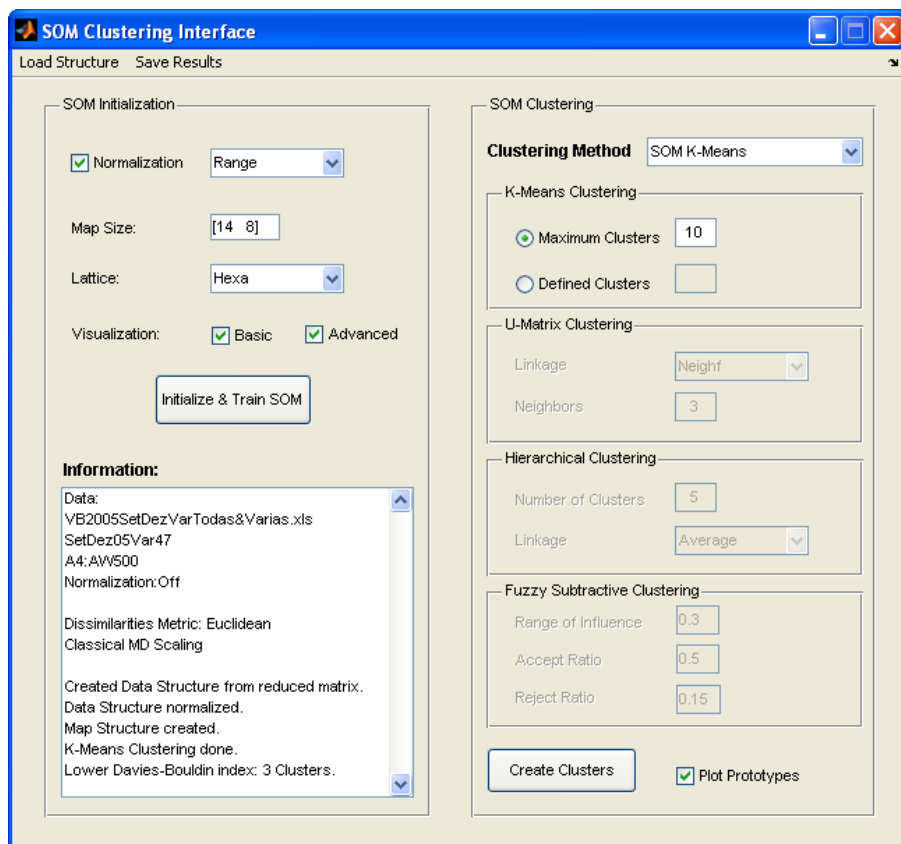 SOM Clustering Interface
Load Structure Save Results
SOM Initialization
Normalization Range
Map Size: [14 8]
Lattice: Hexa
Visualization: Basic Advanced
Initialize & Train SOM
Information:
Data:
VB2005SetDezVarTodas&Varias.xls
SetDez05Var47
A4:AW500
Normalization:Off
Dissimilarities Metric: Euclidean
Classical MD Scaling
Created Data Structure from reduced matrix.
Data Structure normalized.
Map Structure created.
K-Means Clustering done.
Lower Davies-Bouldin index: 3 Clusters.
SOM Clustering
Clustering Method SOM K-Means
K-Means Clustering
Maximum Clusters 10
Defined Clusters
U-Matrix Clustering
Linkage Neighf
Neighbors 3
Hierarchical Clustering
Number of Clusters 5
Linkage Average
Fuzzy Subtractive Clustering
Range of Influence 0.3
Accept Ratio 0.5
Reject Ratio 0.15
Create Clusters Plot Prototypes